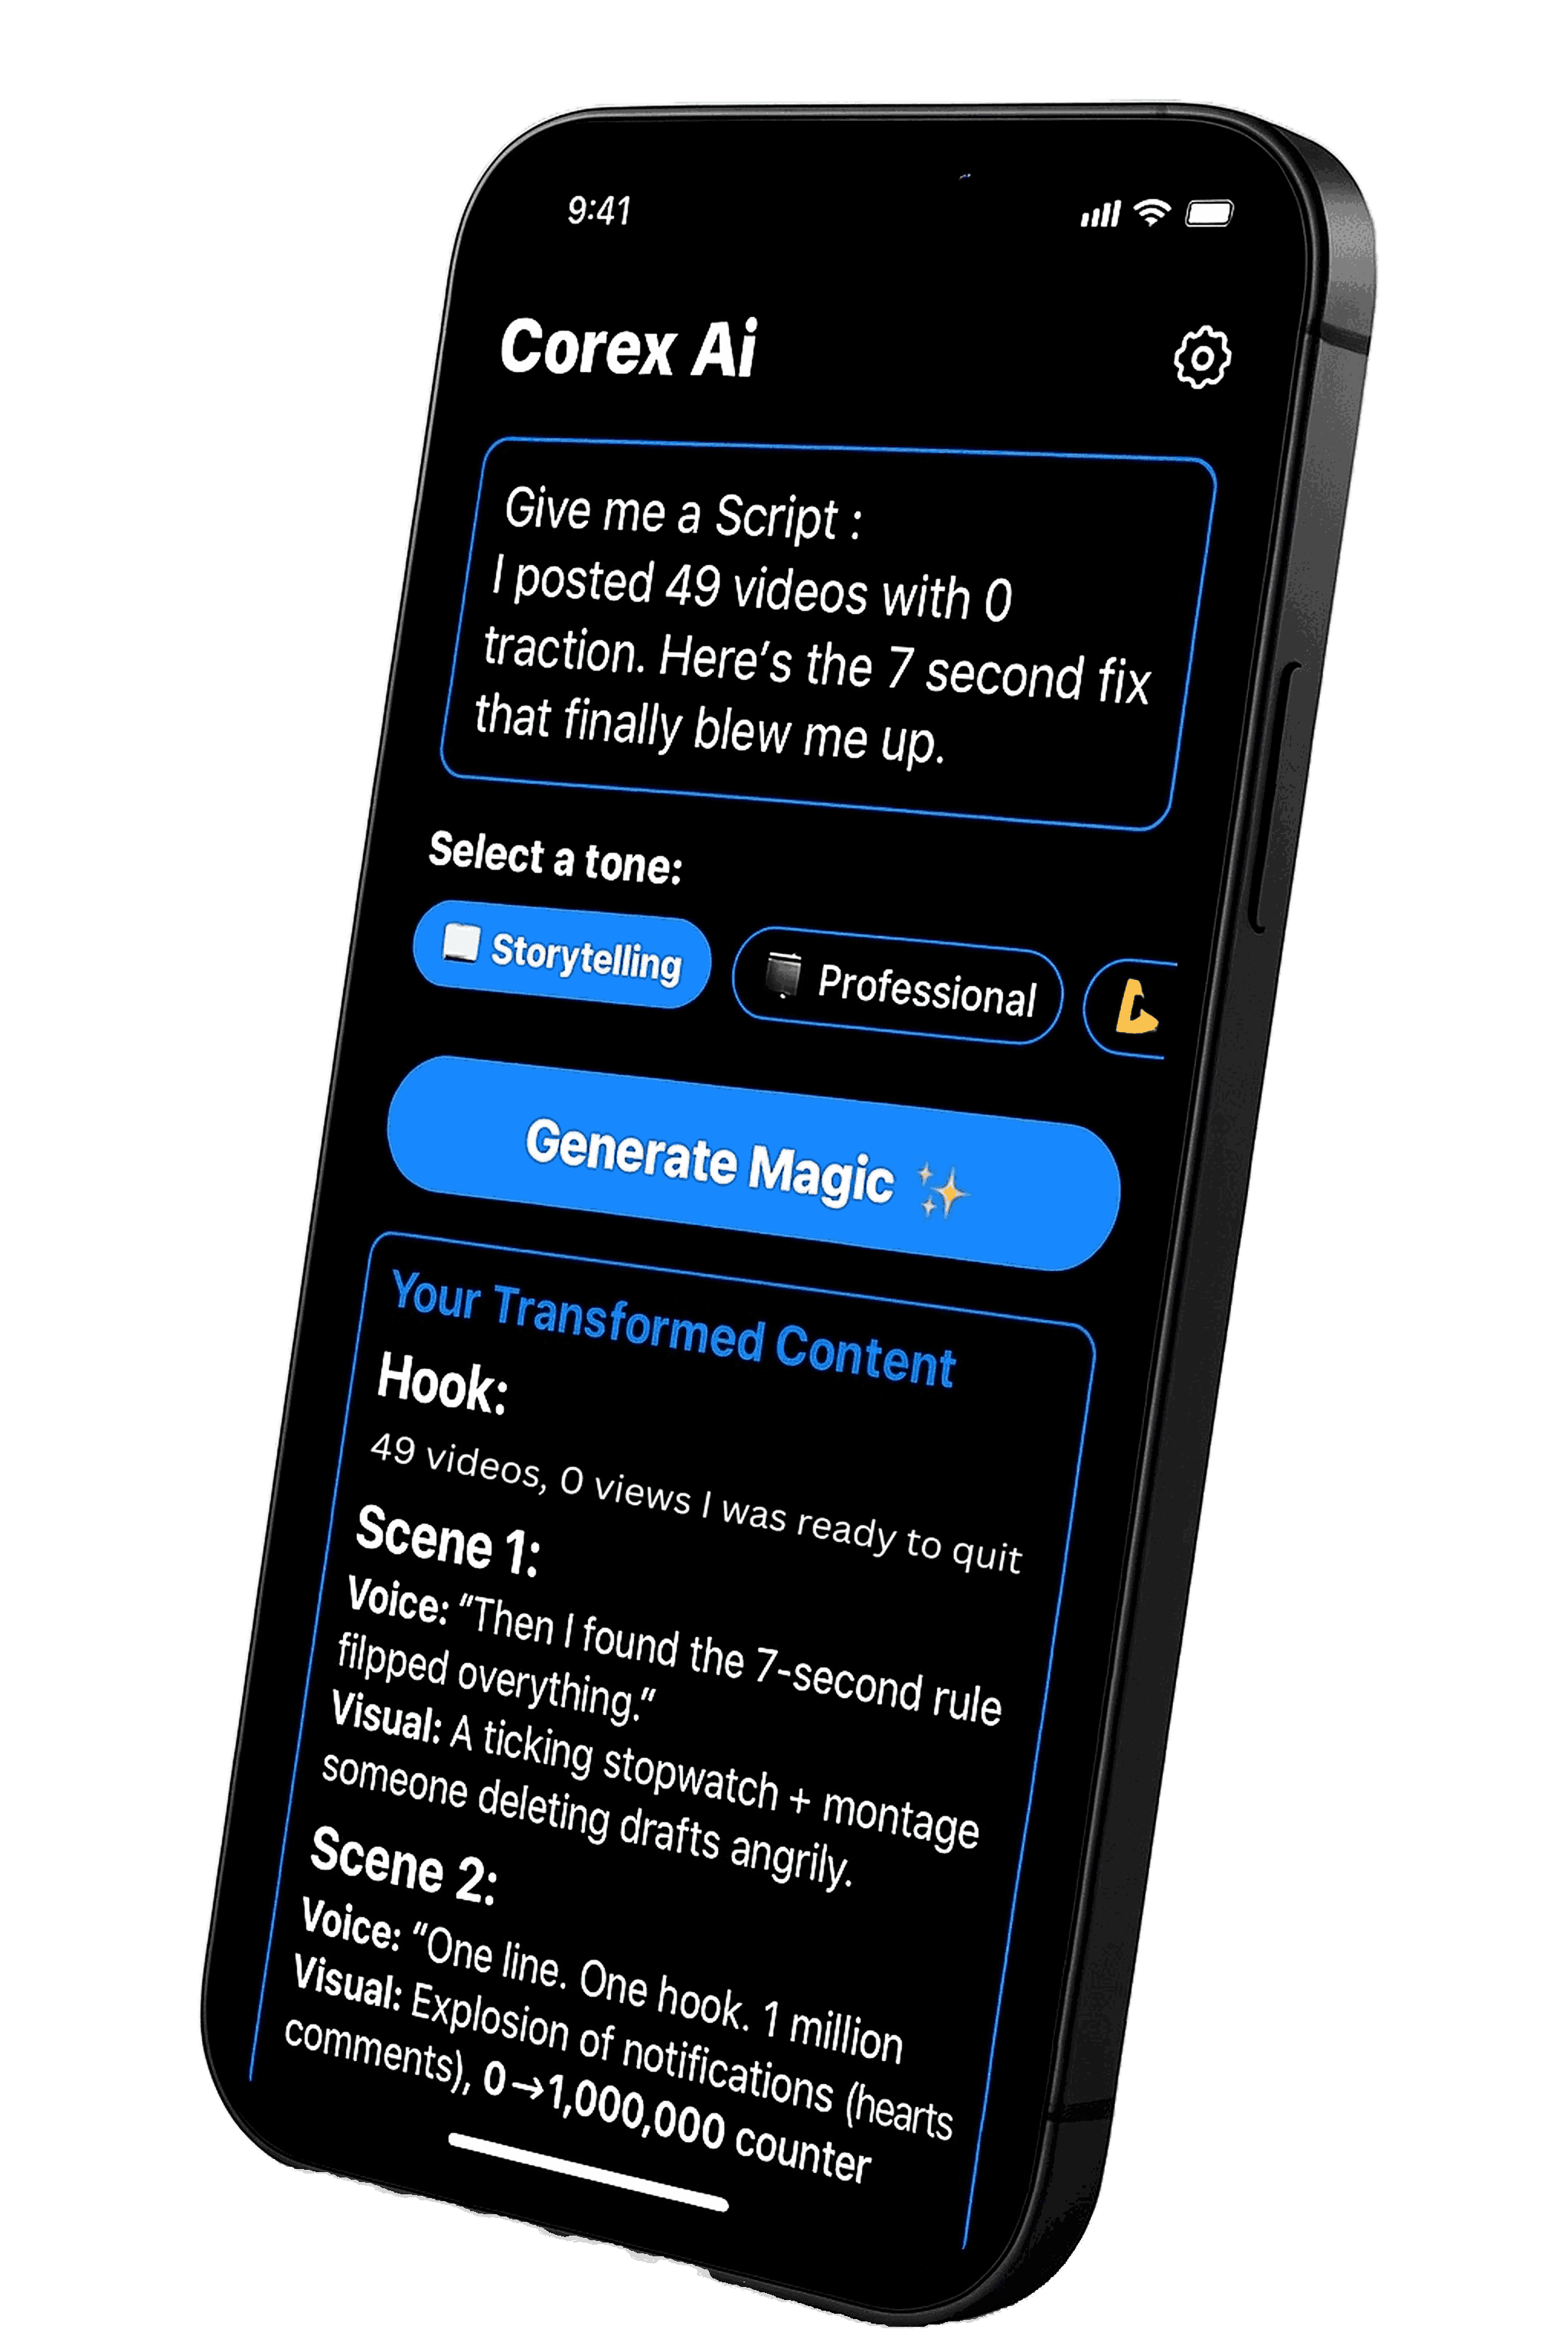 9:41
Corex Ai
Give me a Script :
I posted 49 videos with 0
traction. Here's the 7 second fix
that finally blew me up.
Select a tone:
Storytelling
Professional
Generate Magic ✨
Your Transformed Content
Hook:
49 videos, 0 views I was ready to quit
Scene 1:
Voice: “Then I found the 7-second rule
filpped overything.”
Visual: A ticking stopwatch + montage
someone deleting drafts angrily.
Scene 2:
Voice: “One line. One hook. 1 million
Visual: Explosion of notifications (hearts
comments), 0→1,000,000 counter